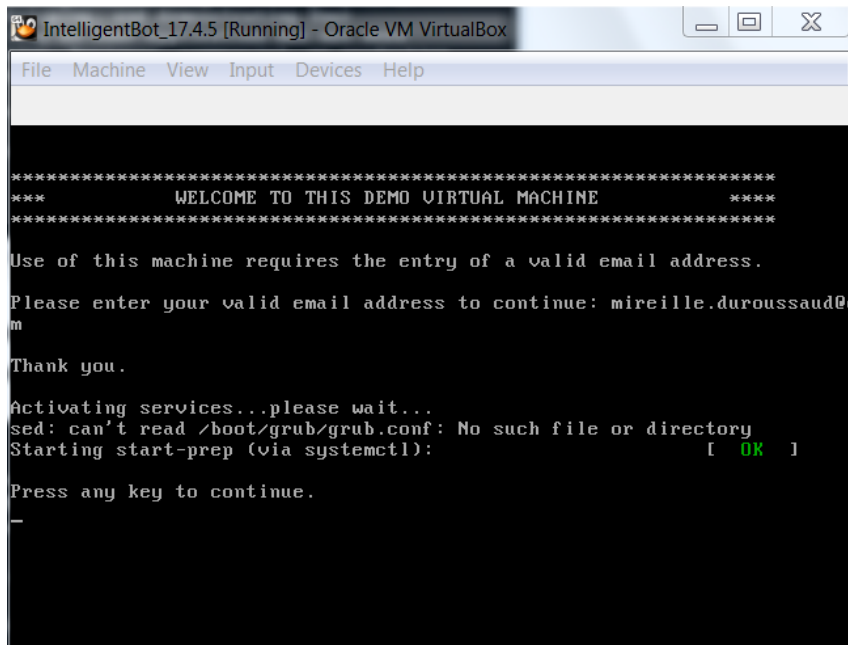 IntelligentBot_17.4.5 [Running] - Oracle VM VirtualBox
File Machine View Input Devices Help
*****************************************************************
*** WELCOME TO THIS DEMO VIRTUAL MACHINE ****
*****************************************************************
Use of this machine requires the entry of a valid email address.
Please enter your valid email address to continue: mireille.duroussaud@
m
Thank you.
Activating services...please wait...
sed: can't read /boot/grub/grub.conf: No such file or directory
Starting start-prep (via systemctl): [ OK ]
Press any key to continue.
_